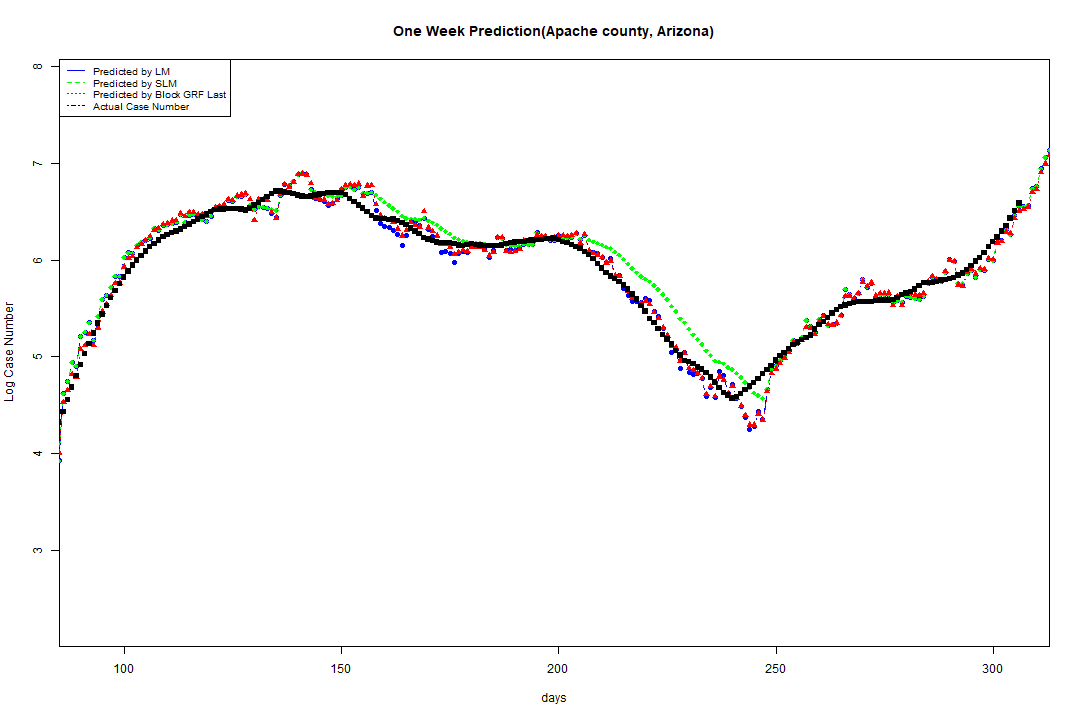 One Week Prediction(Apache county, Arizona)
Predicted by LM
Predicted by SLM
Predicted by Block GRF Last
Actual Case Number
8
7
6
5
4
3
Log Case Number
100 150 200 250 300
days